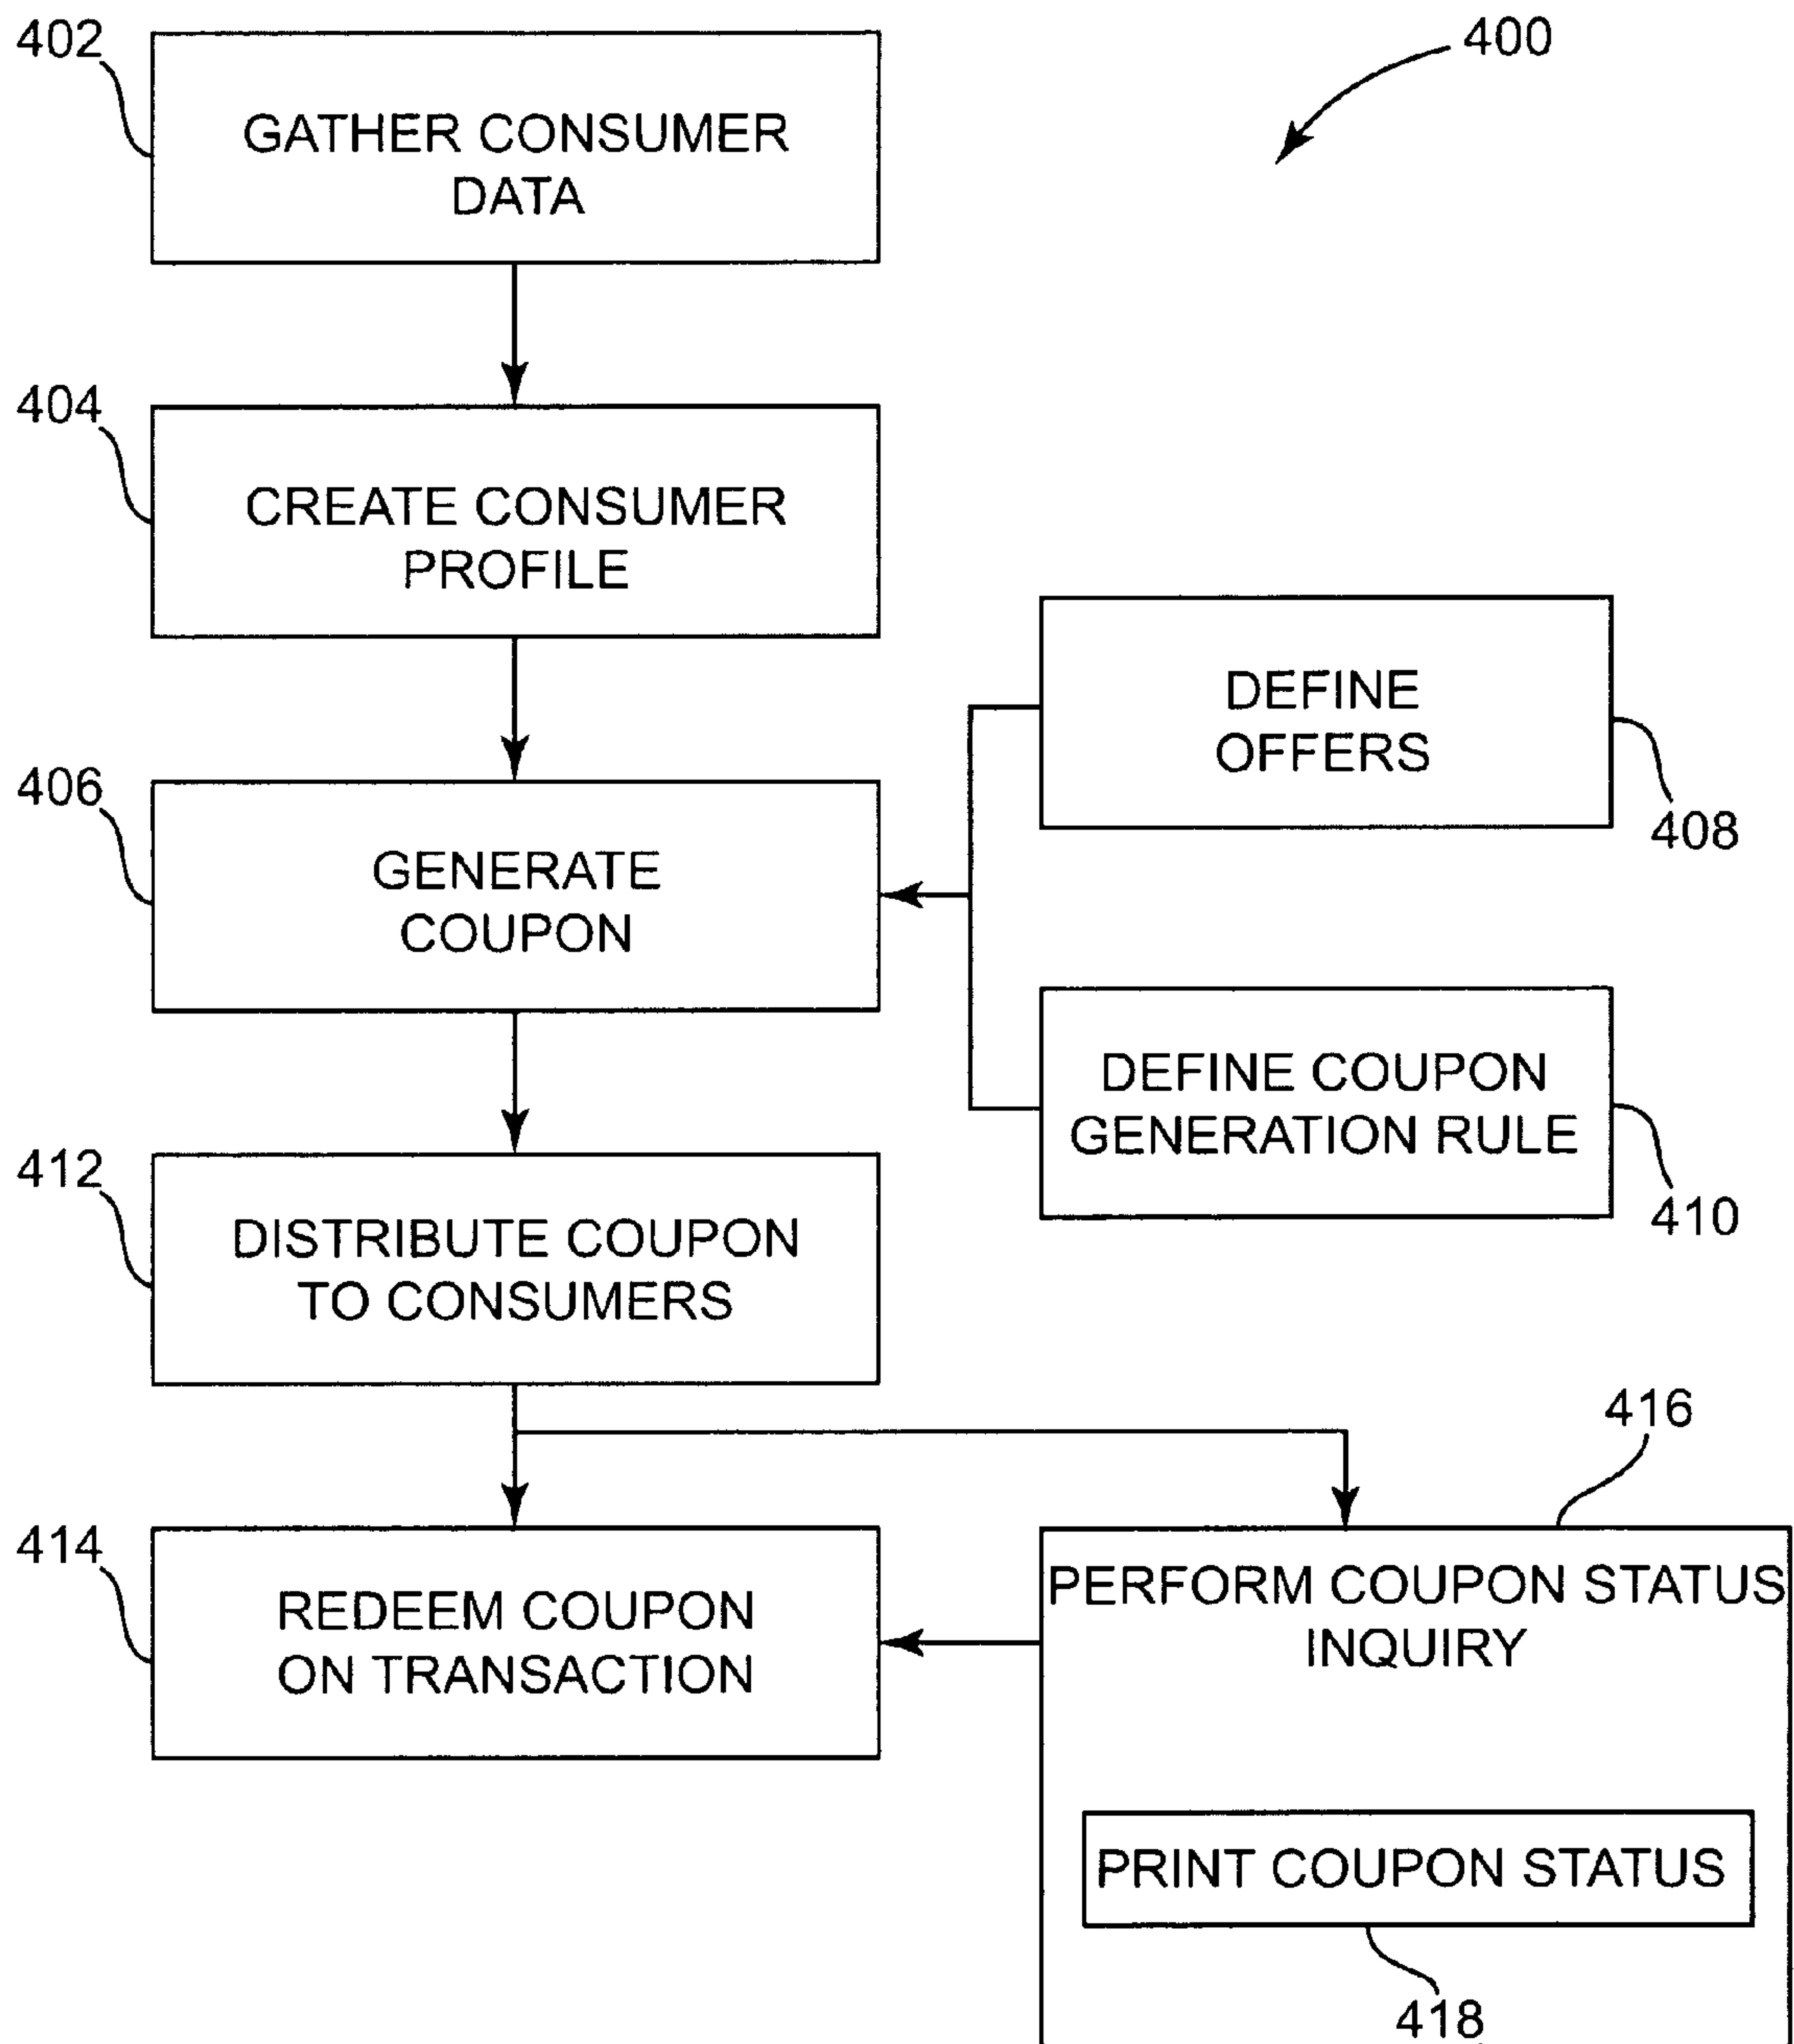 402
400
GATHER CONSUMER
DATA
404
CREATE CONSUMER
PROFILE
406
GENERATE
COUPON
DEFINE
OFFERS
408
DEFINE COUPON
GENERATION RULE
410
412
DISTRIBUTE COUPON
TO CONSUMERS
416
414
REDEEM COUPON
ON TRANSACTION
PERFORM COUPON STATUS
INQUIRY
PRINT COUPON STATUS
418